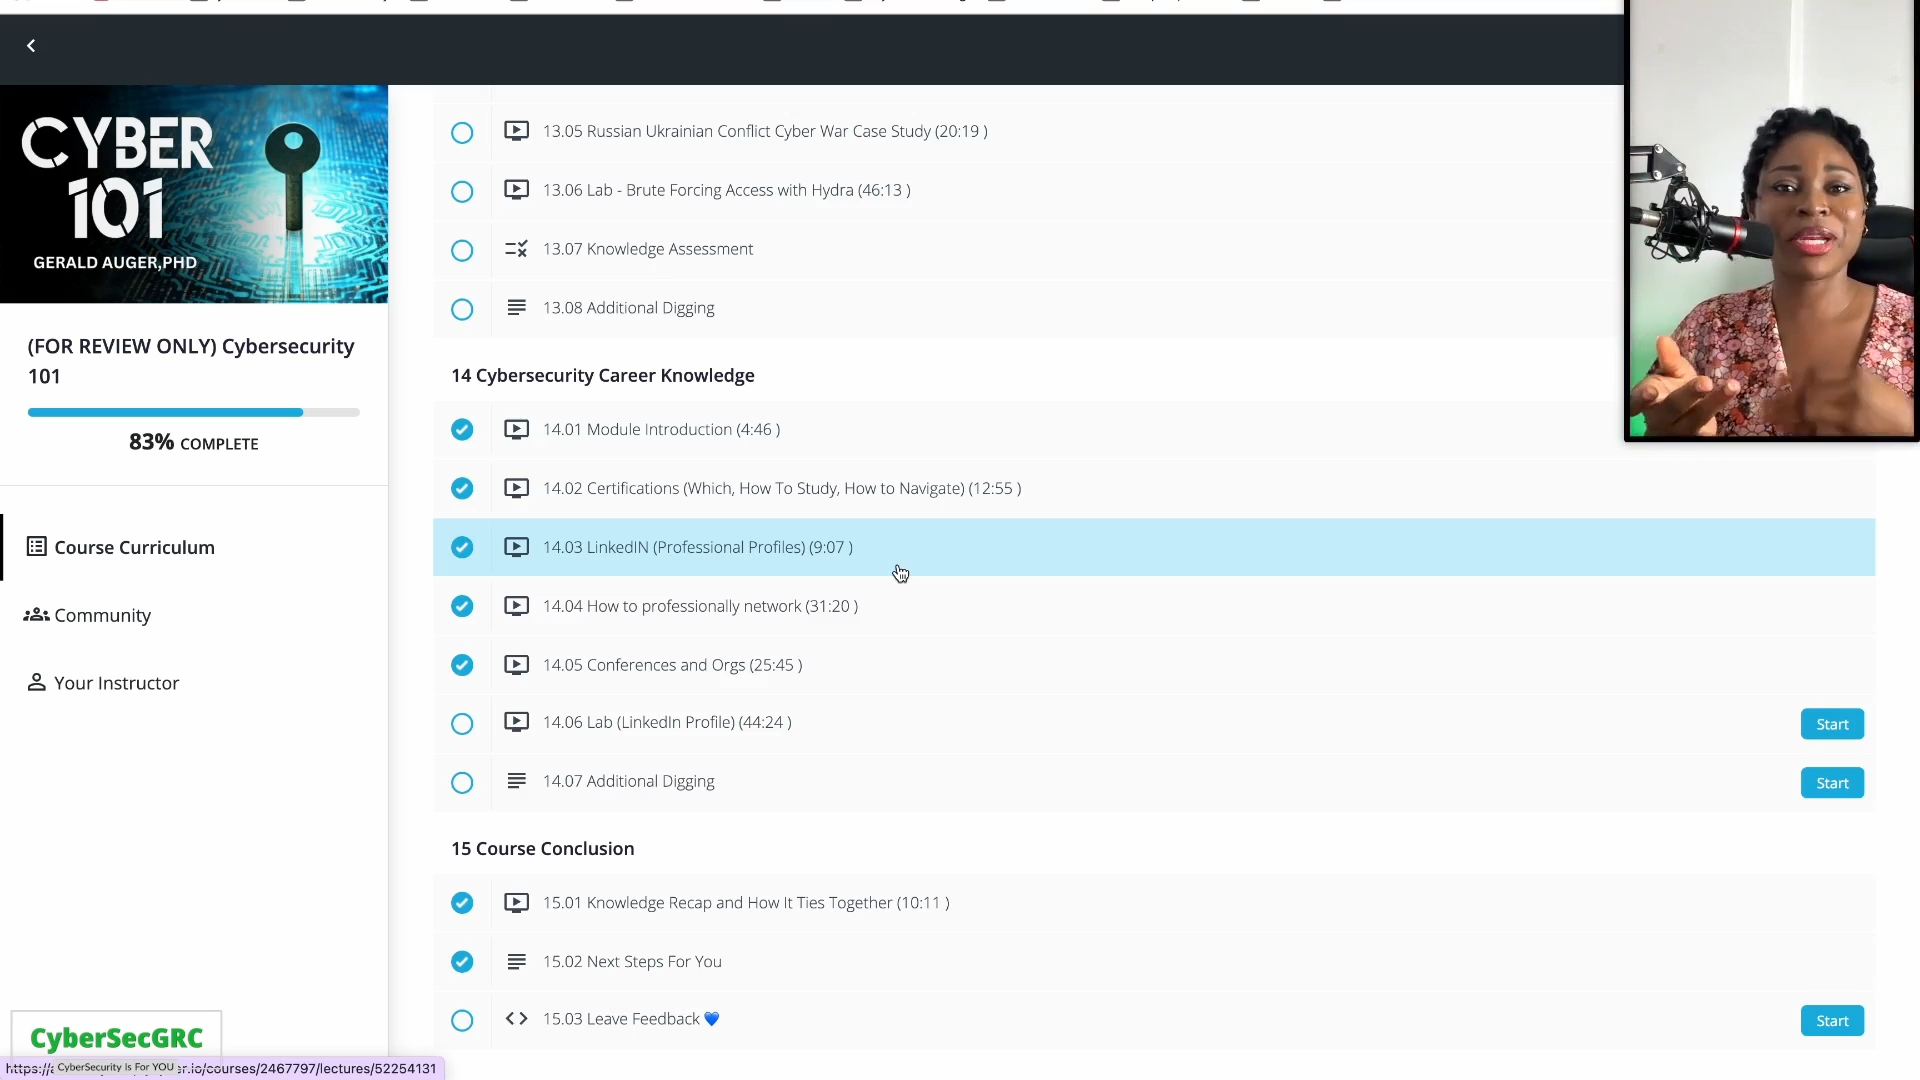 CYBER
101
GERALD AUGER,PHD
(FOR REVIEW ONLY) Cybersecurity
101
83% COMPLETE
Course Curriculum
Community
Your Instructor
13.05 Russian Ukrainian Conflict Cyber War Case Study (20:19 )
13.06 Lab - Brute Forcing Access with Hydra (46:13 )
13.07 Knowledge Assessment
13.08 Additional Digging
14 Cybersecurity Career Knowledge
14.01 Module Introduction (4:46 )
14.02 Certifications (Which, How To Study, How to Navigate) (12:55 )
14.03 LinkedIN (Professional Profiles) (9:07 )
14.04 How to professionally network (31:20 )
14.05 Conferences and Orgs (25:45 )
14.06 Lab (LinkedIn Profile) (44:24 )
Start
14.07 Additional Digging
Start
15 Course Conclusion
15.01 Knowledge Recap and How It Ties Together (10:11 )
15.02 Next Steps For You
15.03 Leave Feedback 💙
Start
CyberSecGRC
CyberSecurity Is For YOU
er.io/courses/2467797/lectures/52254131